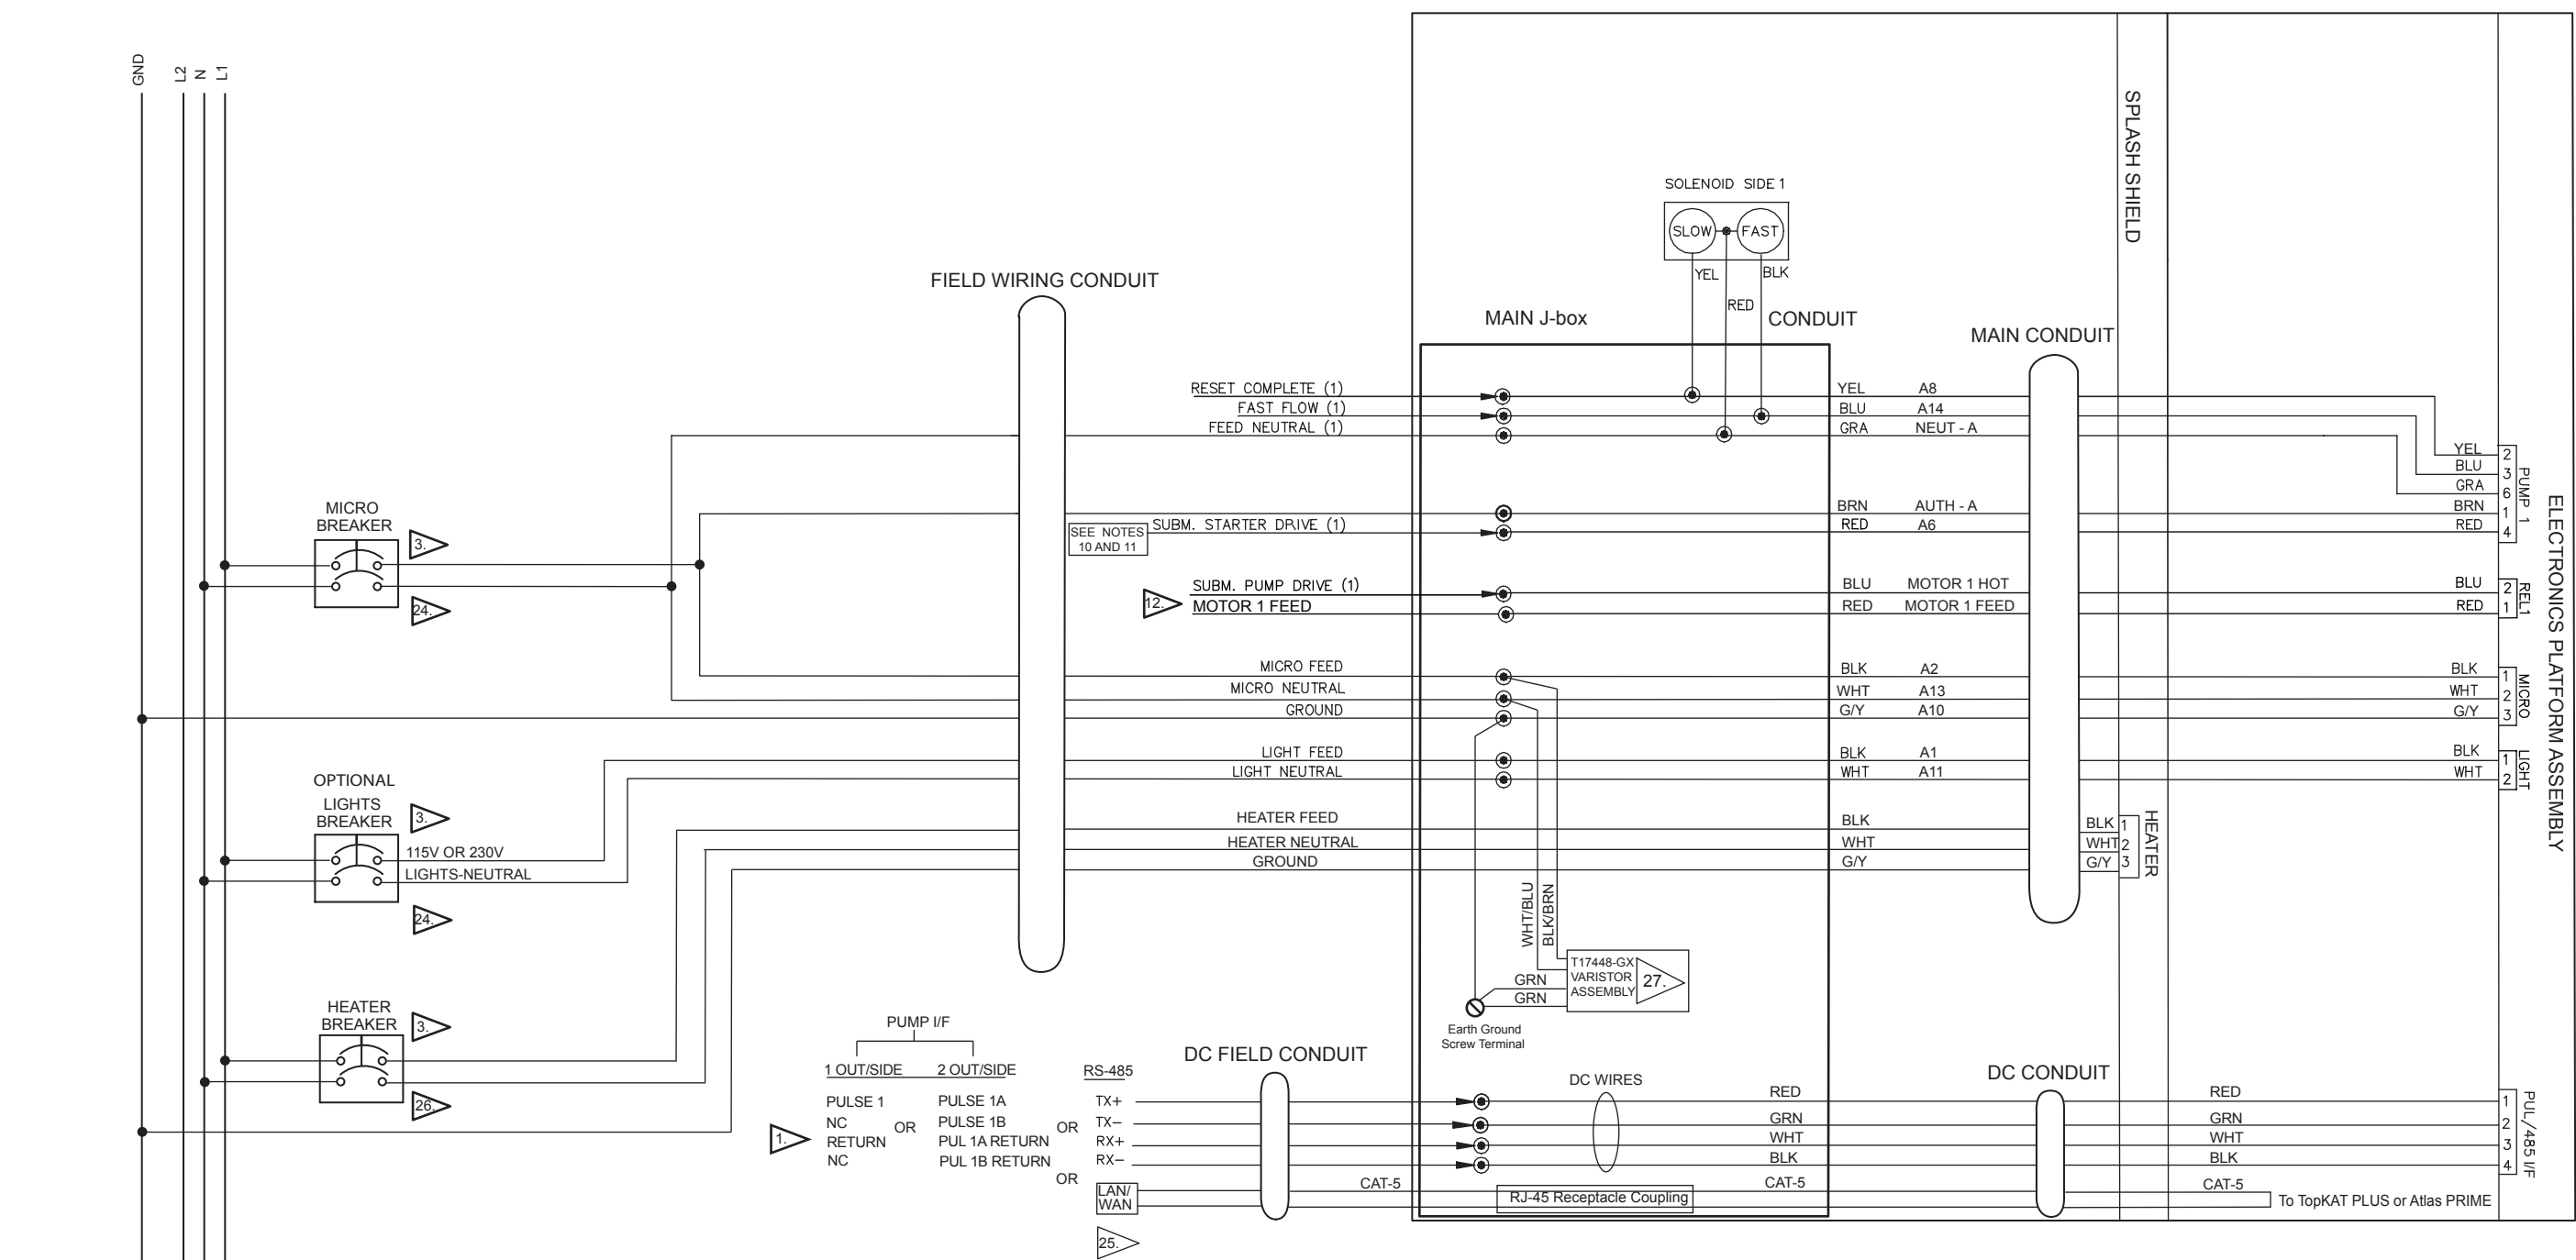 GND
L2
N
L1
SPLASH SHIELD
SOLENOID SIDE 1
SLOW
FAST
YEL
BLK
RED
FIELD WIRING CONDUIT
MAIN J-box
CONDUIT
MAIN CONDUIT
RESET COMPLETE (1)
YEL A8
FAST FLOW (1)
BLU A14
FEED NEUTRAL (1)
GRA NEUT - A
YEL 2
BLU 3
GRA 6
BRN 1
RED 4
PUMP 1
ELECTRONICS PLATFORM ASSEMBLY
MICRO
BREAKER
3.
24.
SEE NOTES
10 AND 11
SUBM. STARTER DRIVE (1)
BRN AUTH - A
RED A6
12.
SUBM. PUMP DRIVE (1)
MOTOR 1 FEED
BLU MOTOR 1 HOT
RED MOTOR 1 FEED
BLU 2
RED 1
REL1
MICRO FEED
BLK A2
MICRO NEUTRAL
WHT A13
GROUND
G/Y A10
BLK 1
WHT 2
G/Y 3
MICRO
LIGHT FEED
BLK A1
LIGHT NEUTRAL
WHT A11
BLK 1
WHT 2
LIGHT
OPTIONAL
LIGHTS
BREAKER
3.
115V OR 230V
LIGHTS-NEUTRAL
24.
HEATER FEED
BLK
HEATER NEUTRAL
WHT
GROUND
G/Y
BLK 1
WHT 2
G/Y 3
HEATER
WHT/BLU
BLK/BRN
T17448-GX
VARISTOR
ASSEMBLY
27.
GRN
GRN
Earth Ground
Screw Terminal
HEATER
BREAKER
3.
26.
PUMP I/F
1 OUT/SIDE
2 OUT/SIDE
RS-485
DC FIELD CONDUIT
DC WIRES
DC CONDUIT
1.
PULSE 1
NC
RETURN
NC
OR
PULSE 1A
PULSE 1B
PUL 1A RETURN
PUL 1B RETURN
OR
OR
TX+
TX−
RX+
RX−
LAN/
WAN
25.
RED
GRN
WHT
BLK
CAT-5
RJ-45 Receptacle Coupling
CAT-5
RED
GRN
WHT
BLK
CAT-5
1
2
3
4
PUL/485 I/F
To TopKAT PLUS or Atlas PRIME